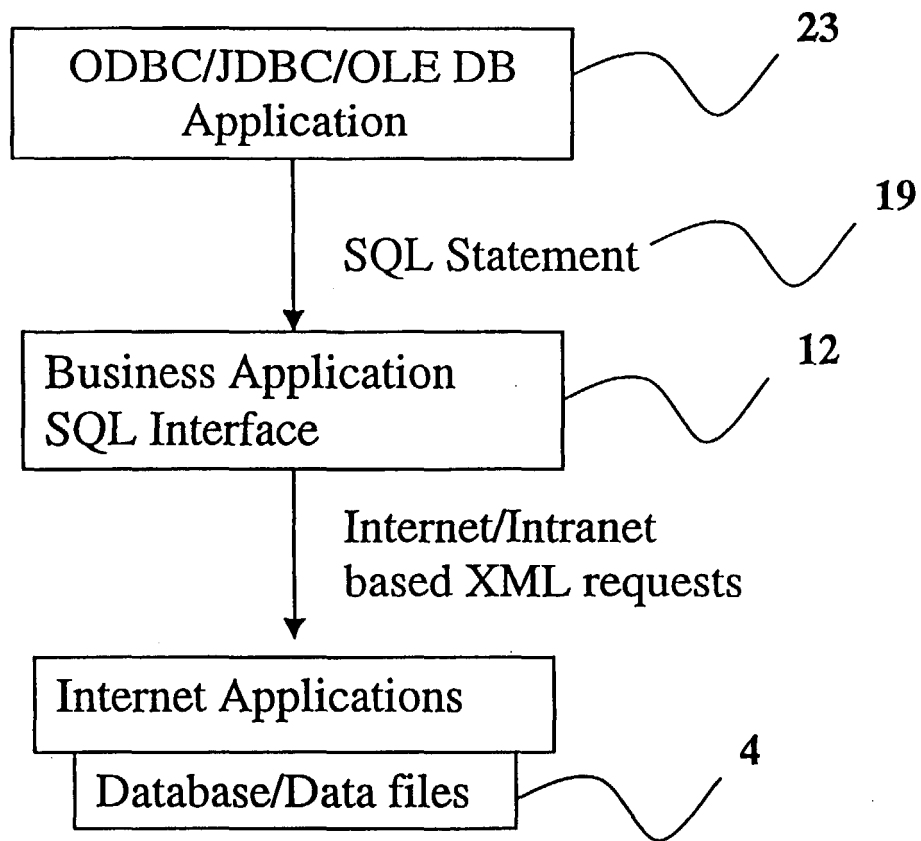 23
ODBC/JDBC/OLE DB
Application
19
SQL Statement
12
Business Application
SQL Interface
Internet/Intranet
based XML requests
Internet Applications
4
Database/Data files